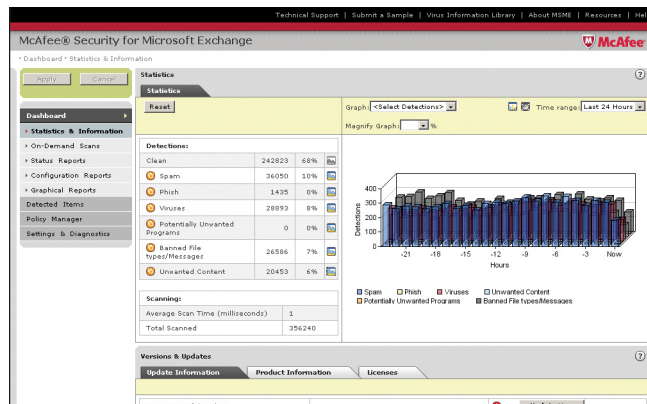 Technical Support | Submit a Sample | Virus Information Library | About MSME | Resources | Hel
McAfee® Security for Microsoft Exchange
McAfee
Dashboard • Statistics & Information
Apply
Cancel
Dashboard
Statistics & Information
On-Demand Scans
Status Reports
Configuration Reports
Graphical Reports
Detected Items
Policy Manager
Settings & Diagnostics
Statistics
Statistics
Reset
Graph: <Select Detections>
Time range: Last 24 Hours
Magnify Graph: %
Detections:
Clean 242823 68%
Spam 36050 10%
Phish 1435 0%
Viruses 28893 8%
Potentially Unwanted Programs 0 0%
Banned File types/Messages 26586 7%
Unwanted Content 20453 6%
Scanning:
Average Scan Time (milliseconds) 1
Total Scanned 356240
Detections
400
300
200
100
0
-21 -18 -15 -12 -9 -6 -3 Now
Hours
Spam Phish Viruses Unwanted Content
Potentially Unwanted Programs Banned File types/Messages
Versions & Updates
Update Information Product Information Licenses